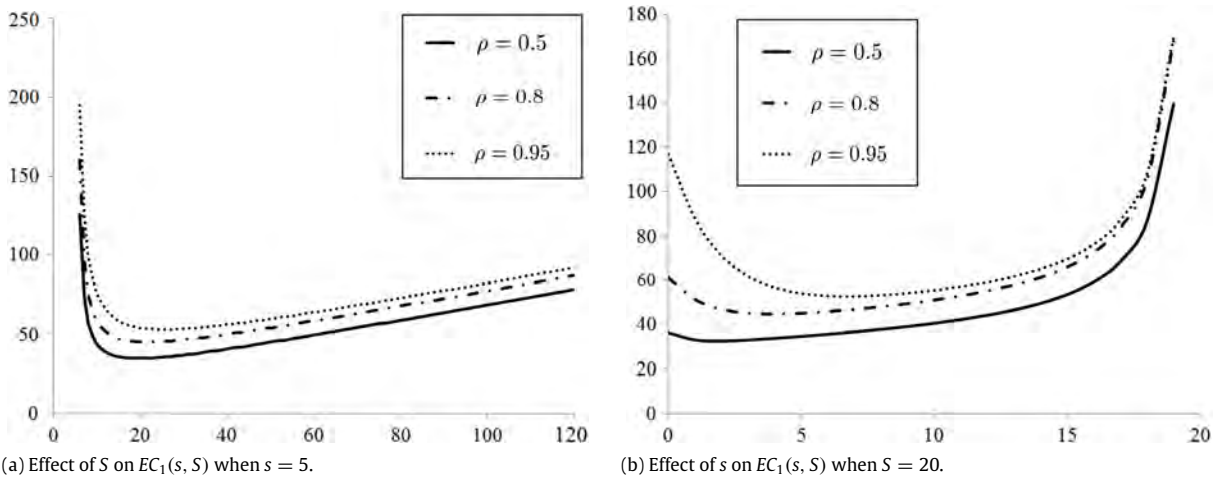 250
200
150
100
50
0
0 20 40 60 80 100 120
ρ = 0.5
ρ = 0.8
ρ = 0.95
(a) Effect of S on EC₁(s, S) when s = 5.
180
160
140
120
100
80
60
40
20
0
0 5 10 15 20
ρ = 0.5
ρ = 0.8
ρ = 0.95
(b) Effect of s on EC₁(s, S) when S = 20.